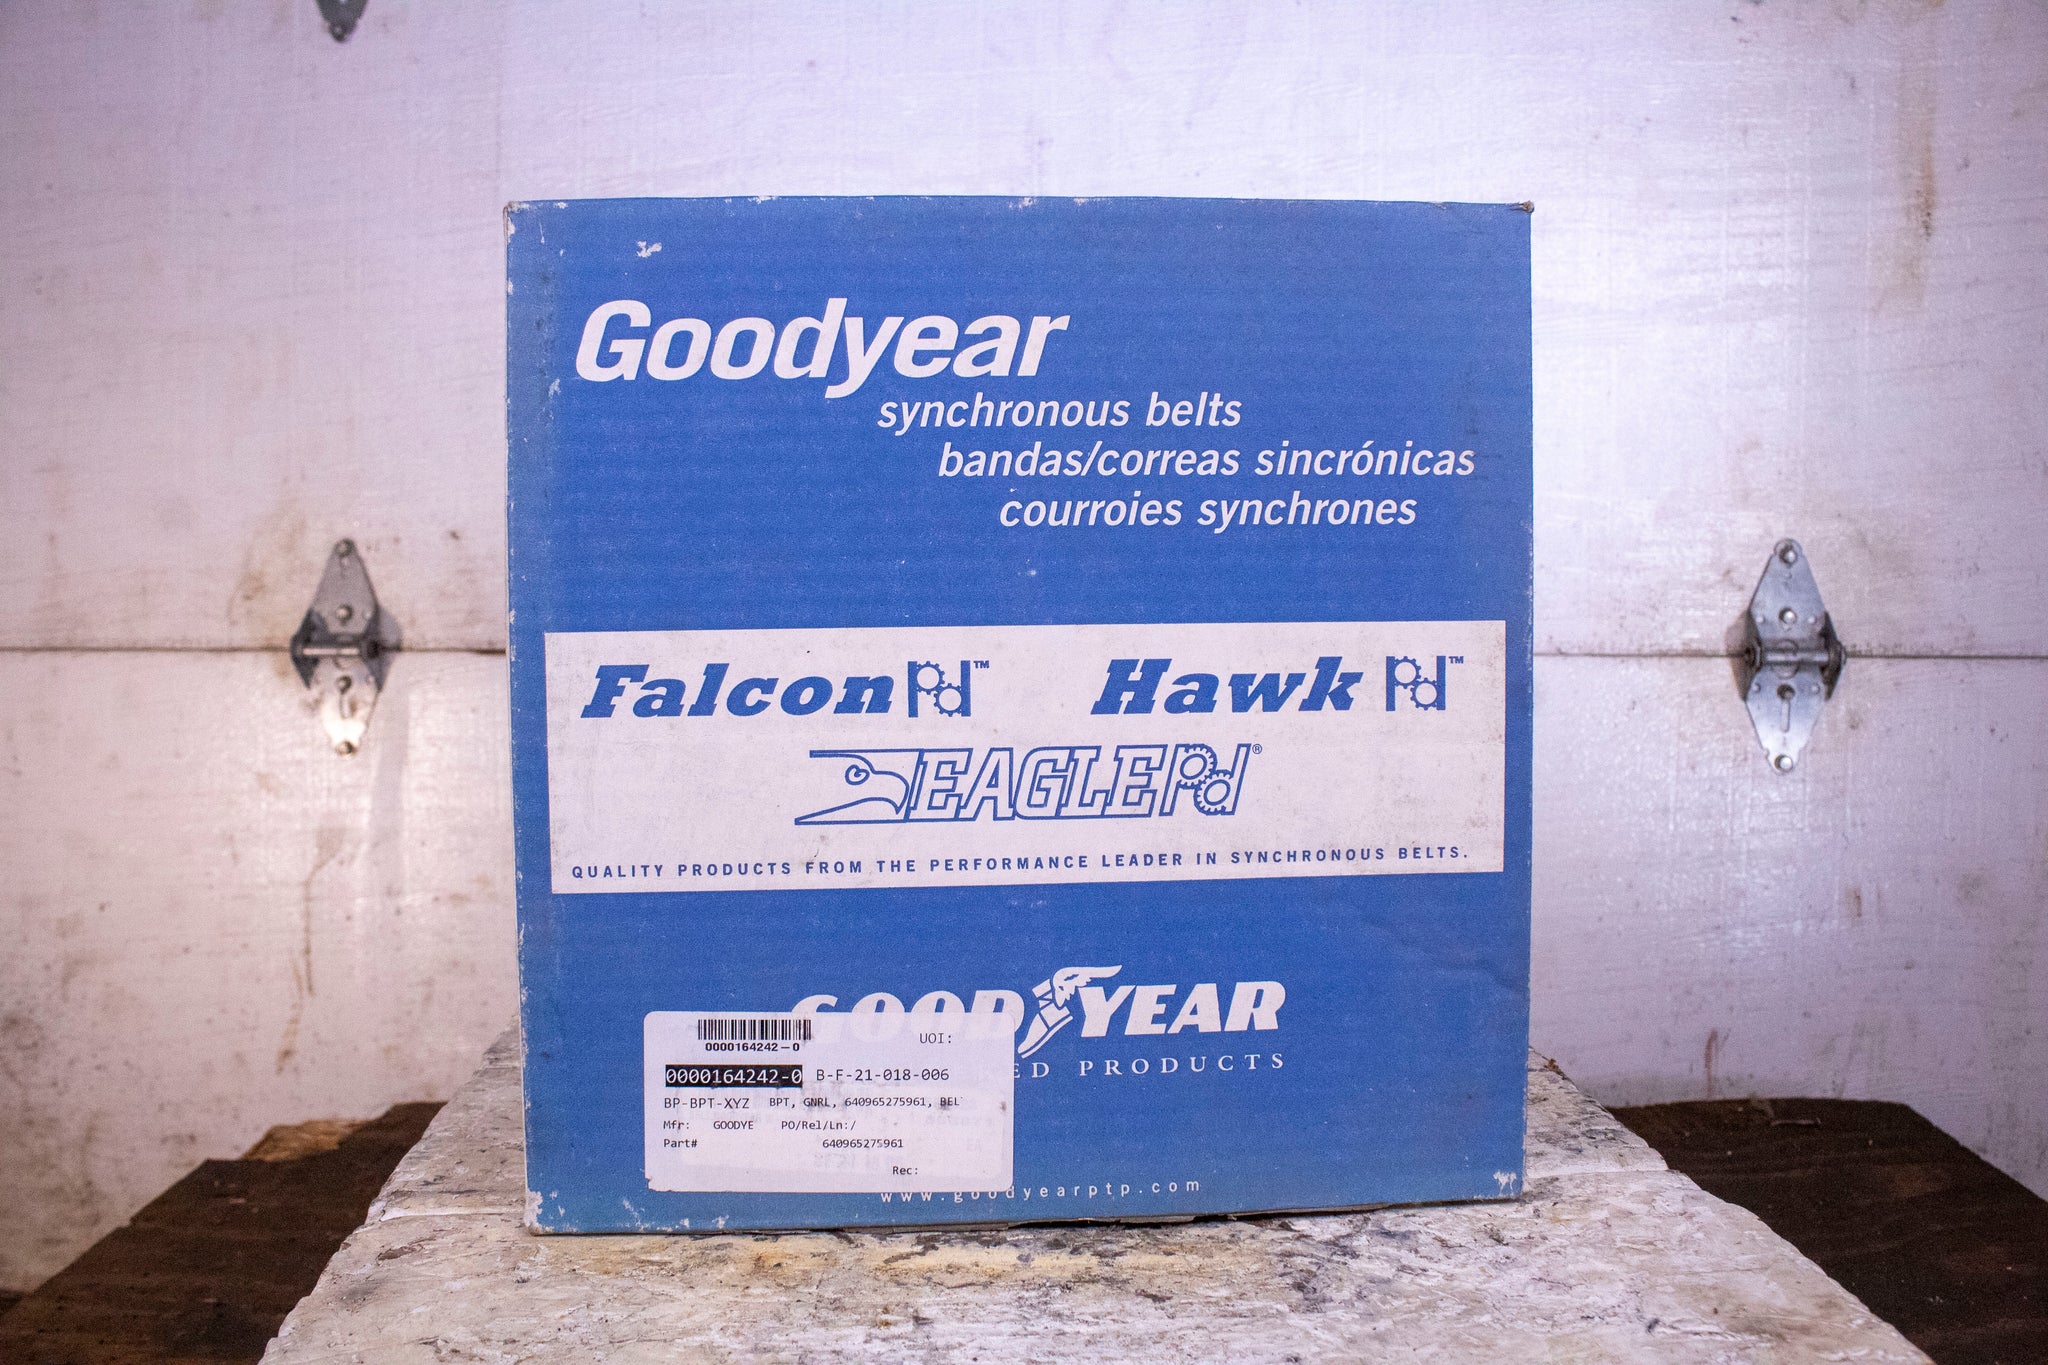 Goodyear
synchronous belts
bandas/correas sincrónicas
courroies synchrones
Falcon Pd™ Hawk Pd™
EAGLE Pd®
QUALITY PRODUCTS FROM THE PERFORMANCE LEADER IN SYNCHRONOUS BELTS.
GOODYEAR
ED PRODUCTS
0000164242-0 UOI:
0000164242-0 B-F-21-018-006
BP-BPT-XYZ BPT, GNRL, 640965275961, BEL
Mfr: GOODYE PO/Rel/Ln:/
Part# 640965275961
Rec:
www.goodyearptp.com